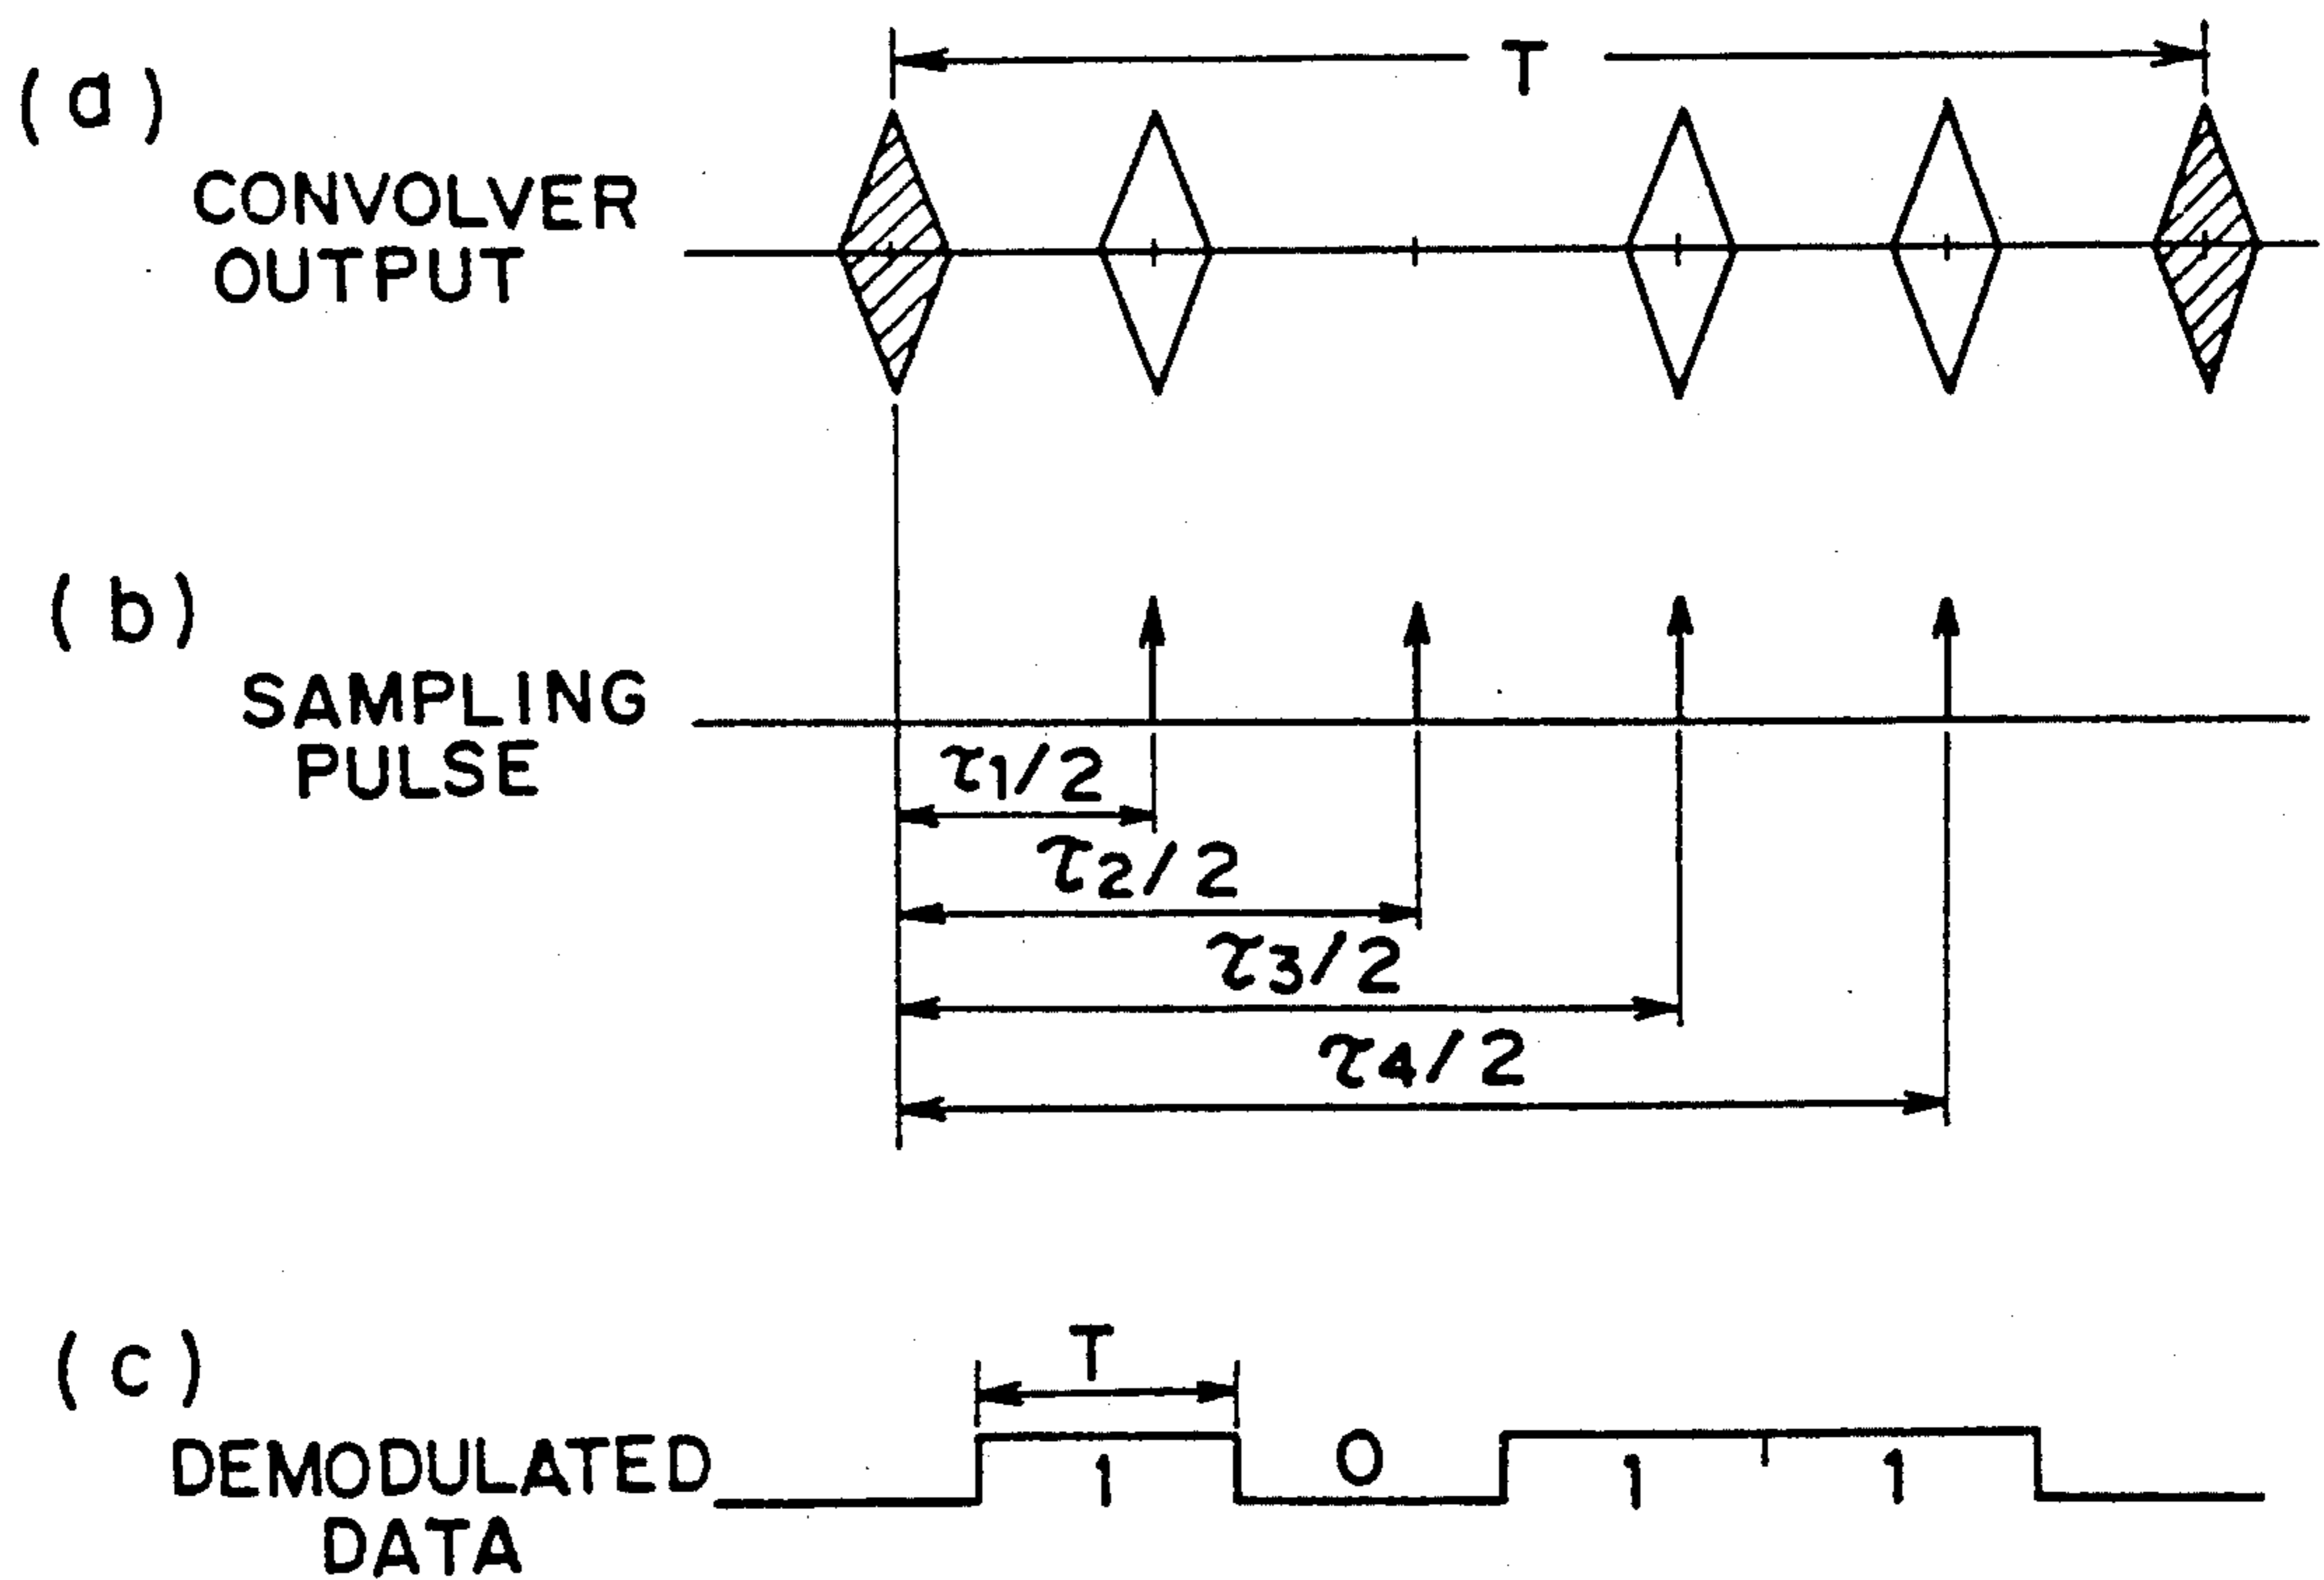 (a)
T
CONVOLVER
OUTPUT
(b)
SAMPLING
PULSE
τ1/2
τ2/2
τ3/2
τ4/2
(c)
T
DEMODULATED
DATA
1 0 1 1